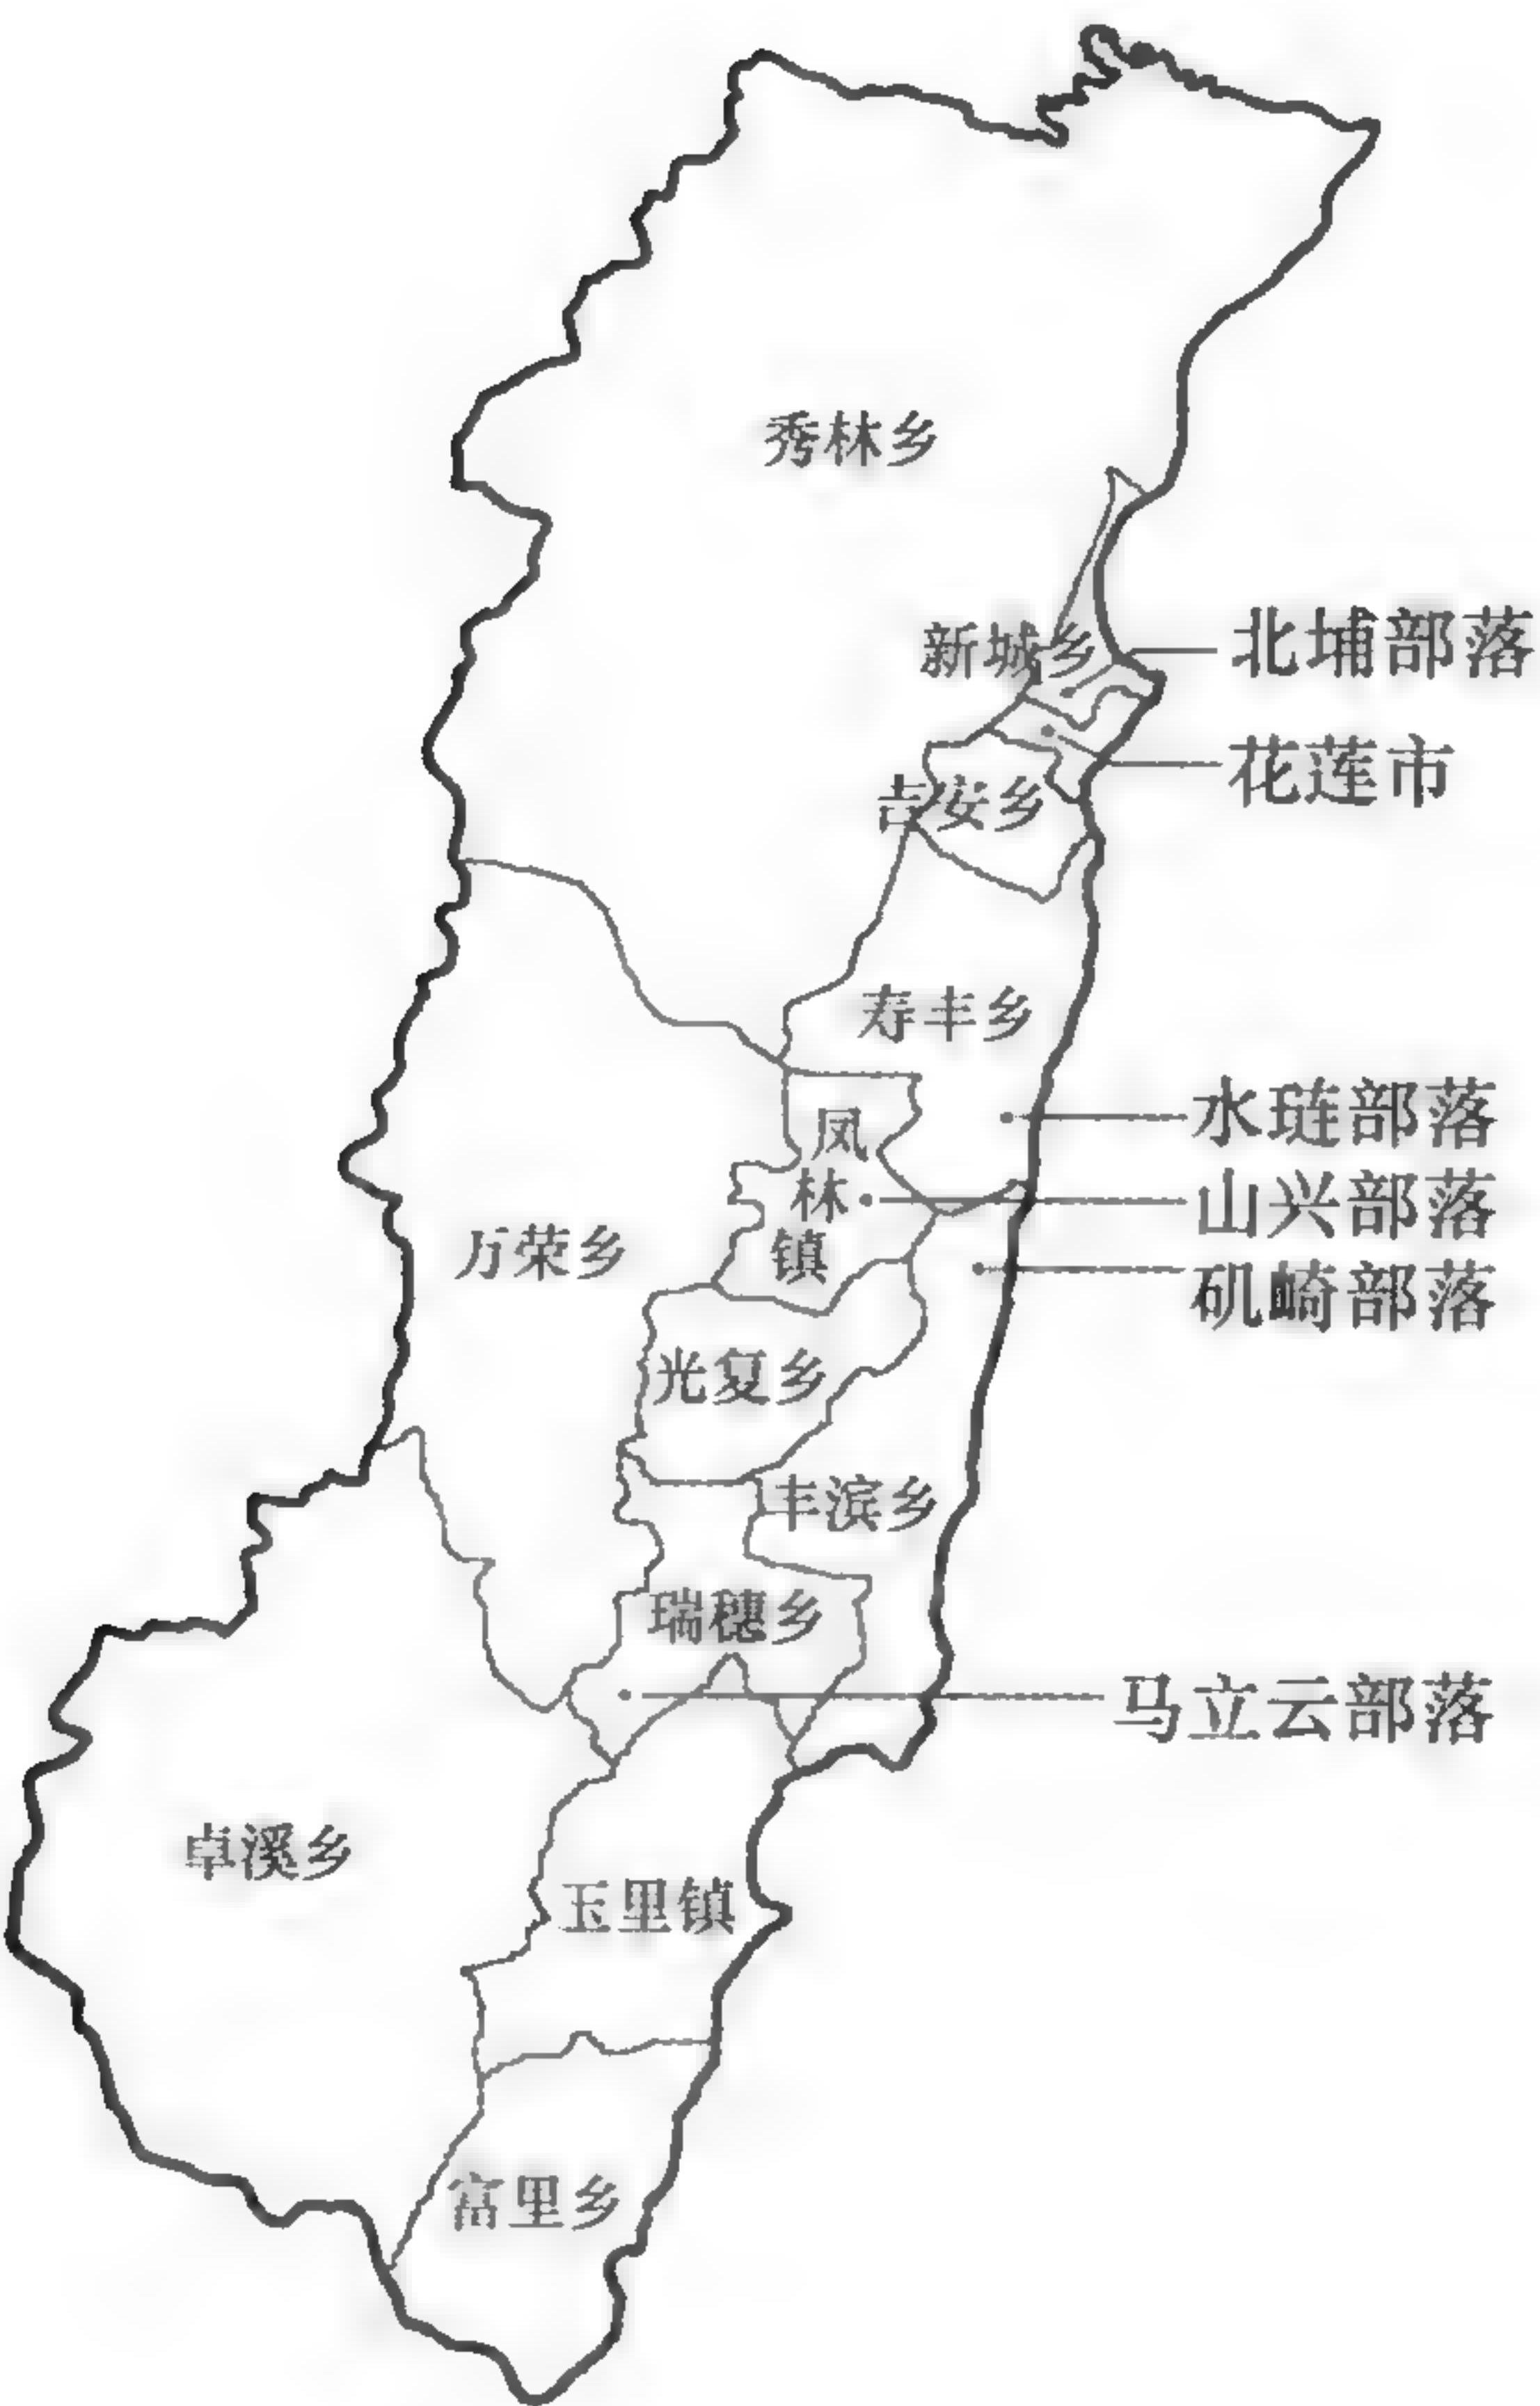 秀林乡
新城乡
北埔部落
花莲市
吉安乡
寿丰乡
水琏部落
凤
林
镇
山兴部落
万荣乡
矶崎部落
光复乡
丰滨乡
瑞穗乡
马立云部落
卓溪乡
玉里镇
富里乡